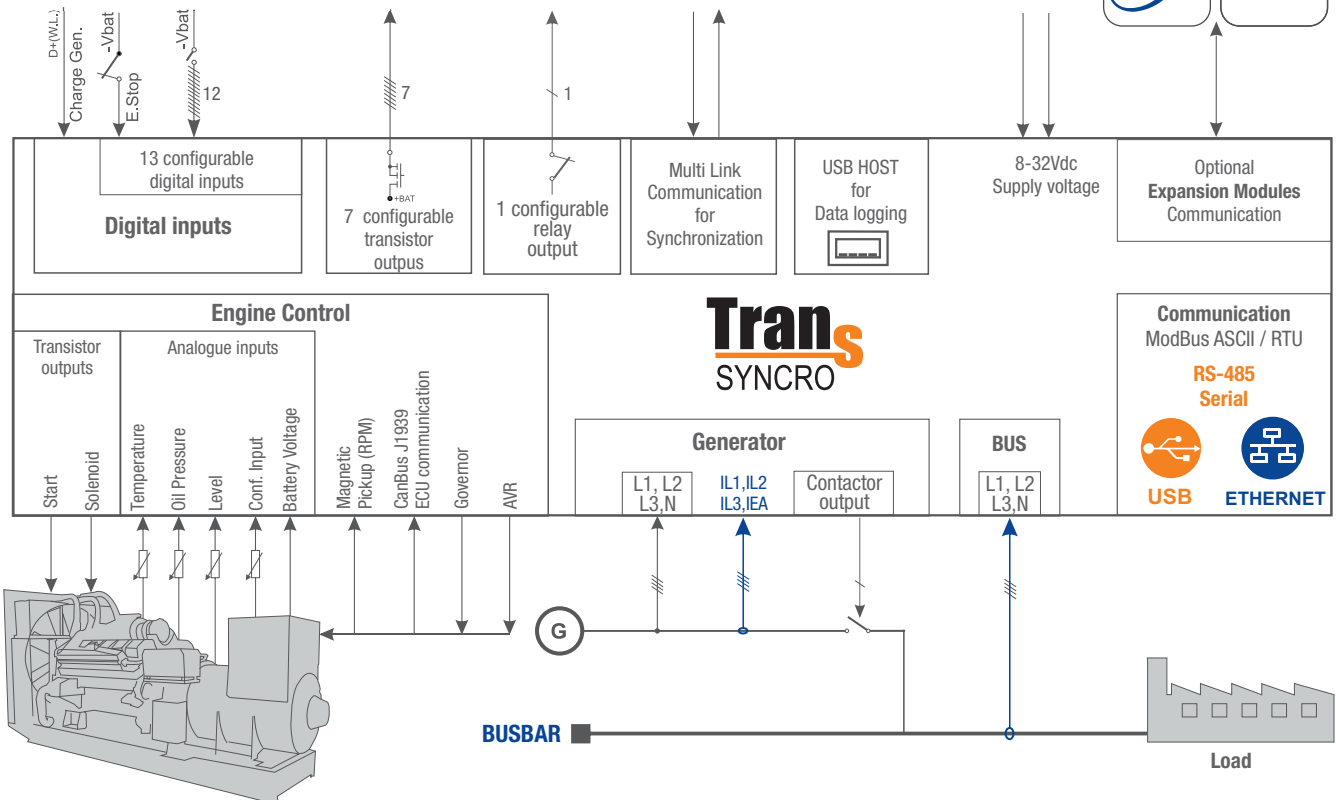 D+(W.L.)
Charge Gen.
-Vbat
E.Stop
-Vbat
12
7
1
13 configurable
digital inputs
Digital inputs
+BAT
7 configurable
transistor
outpus
1 configurable
relay
output
Multi Link
Communication
for
Synchronization
USB HOST
for
Data logging
8-32Vdc
Supply voltage
Optional
Expansion Modules
Communication
Engine Control
Transistor
outputs
Analogue inputs
Start
Solenoid
Temperature
Oil Pressure
Level
Conf. Input
Battery Voltage
Magnetic
Pickup (RPM)
CanBus J1939
ECU communication
Governor
AVR
Trans
SYNCRO
Generator
L1, L2
L3,N
IL1,IL2
IL3,IEA
Contactor
output
BUS
L1, L2
L3,N
Communication
ModBus ASCII / RTU
RS-485
Serial
USB
ETHERNET
G
BUSBAR
Load